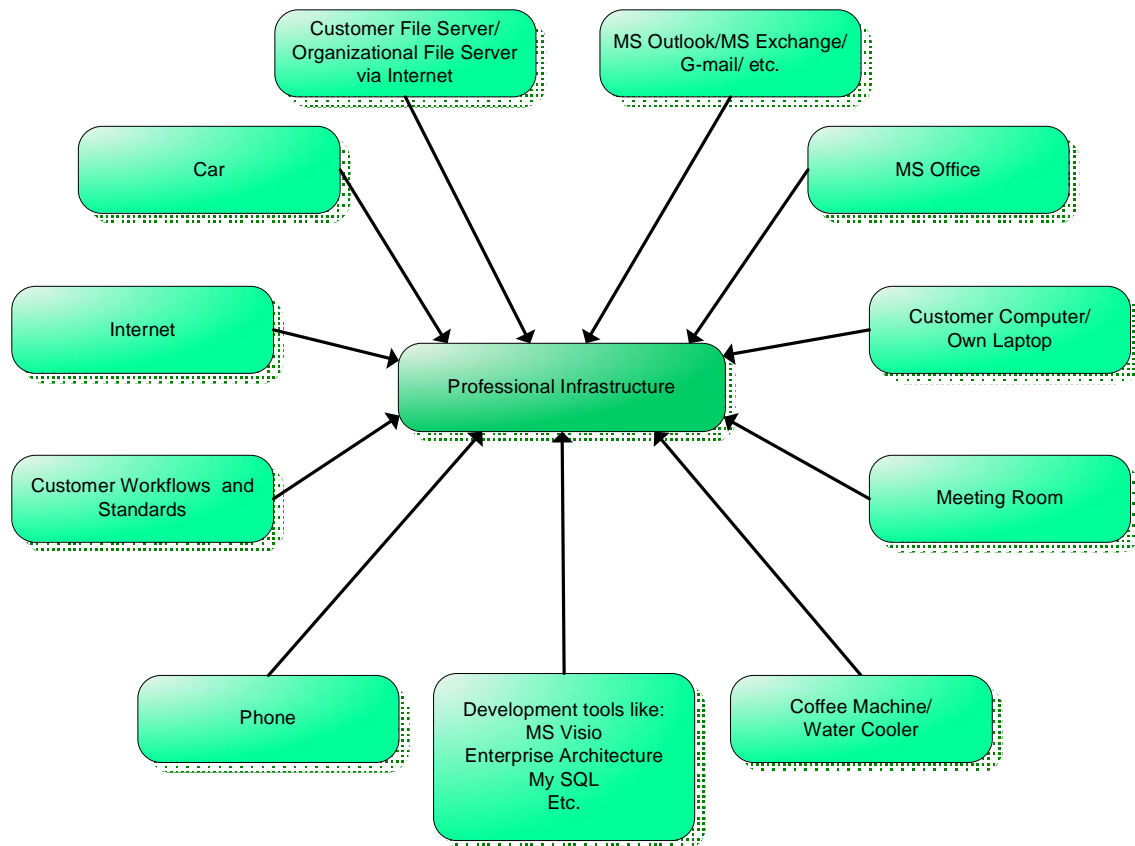 Customer File Server/
Organizational File Server
via Internet
MS Outlook/MS Exchange/
G-mail/ etc.
Car
MS Office
Internet
Customer Computer/
Own Laptop
Professional Infrastructure
Customer Workflows  and
Standards
Meeting Room
Phone
Development tools like:
MS Visio
Enterprise Architecture
My SQL
Etc.
Coffee Machine/
Water Cooler